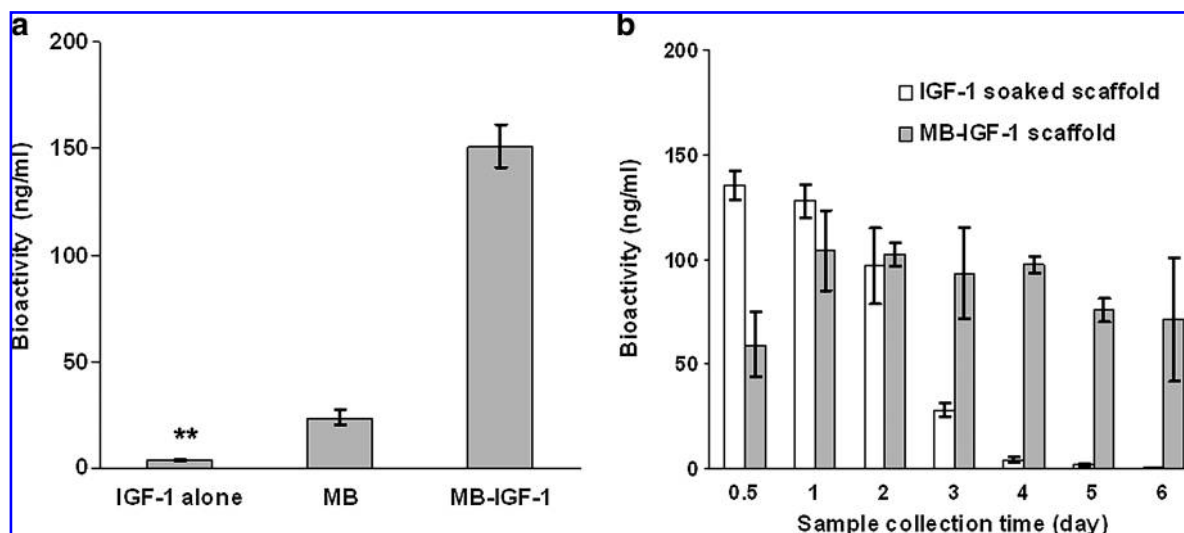 a
200
150
100
50
0
Bioactivity (ng/ml)
**
IGF-1 alone MB MB-IGF-1
b
200
150
100
50
0
Bioactivity (ng/ml)
IGF-1 soaked scaffold
MB-IGF-1 scaffold
0.5 1 2 3 4 5 6
Sample collection time (day)